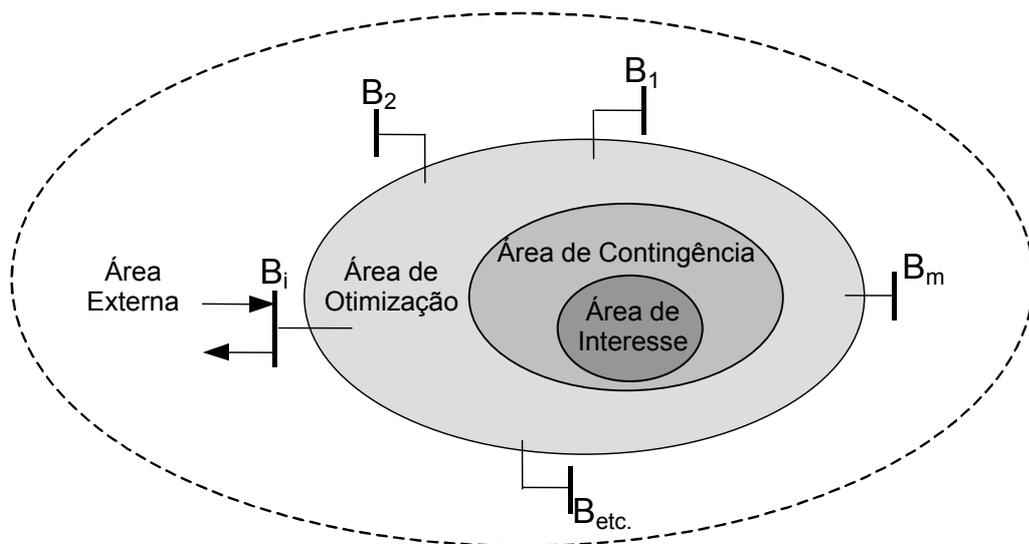 B1
B2
Área de Contingência
Área
Externa
Bi
Área de
Otimização
Bm
Área de
Interesse
Betc.